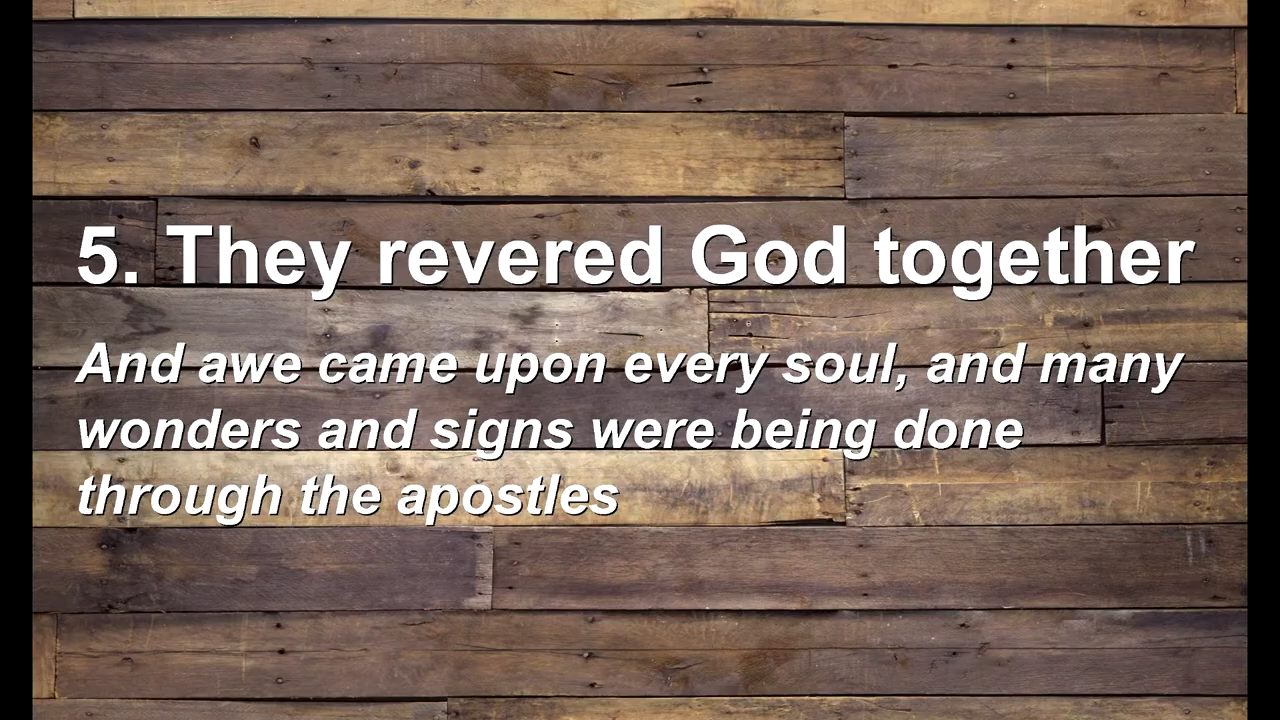 5. They revered God together
And awe came upon every soul, and many
wonders and signs were being done
through the apostles